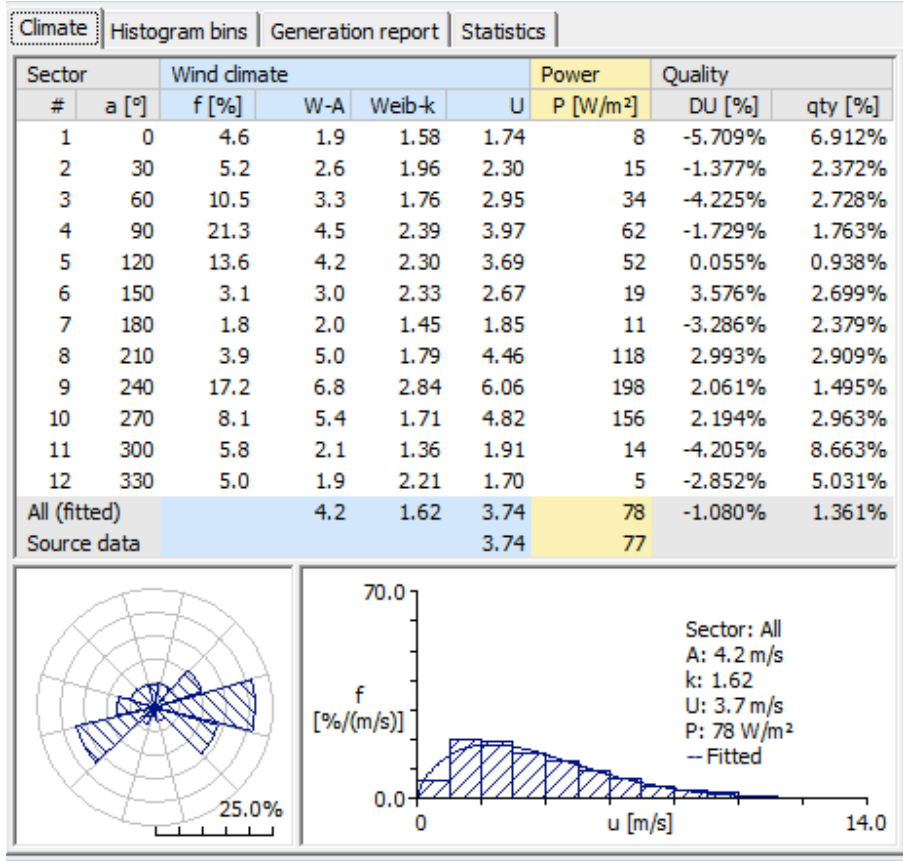 Climate Histogram bins Generation report Statistics
Sector Wind climate Power Quality
# a [°] f [%] W-A Weib-k U P [W/m²] DU [%] qty [%]
1 0 4.6 1.9 1.58 1.74 8 -5.709% 6.912%
2 30 5.2 2.6 1.96 2.30 15 -1.377% 2.372%
3 60 10.5 3.3 1.76 2.95 34 -4.225% 2.728%
4 90 21.3 4.5 2.39 3.97 62 -1.729% 1.763%
5 120 13.6 4.2 2.30 3.69 52 0.055% 0.938%
6 150 3.1 3.0 2.33 2.67 19 3.576% 2.699%
7 180 1.8 2.0 1.45 1.85 11 -3.286% 2.379%
8 210 3.9 5.0 1.79 4.46 118 2.993% 2.909%
9 240 17.2 6.8 2.84 6.06 198 2.061% 1.495%
10 270 8.1 5.4 1.71 4.82 156 2.194% 2.963%
11 300 5.8 2.1 1.36 1.91 14 -4.205% 8.663%
12 330 5.0 1.9 2.21 1.70 5 -2.852% 5.031%
All (fitted) 4.2 1.62 3.74 78 -1.080% 1.361%
Source data 3.74 77
25.0%
70.0
f
[%/(m/s)]
0.0
0 u [m/s] 14.0
Sector: All
A: 4.2 m/s
k: 1.62
U: 3.7 m/s
P: 78 W/m²
-- Fitted